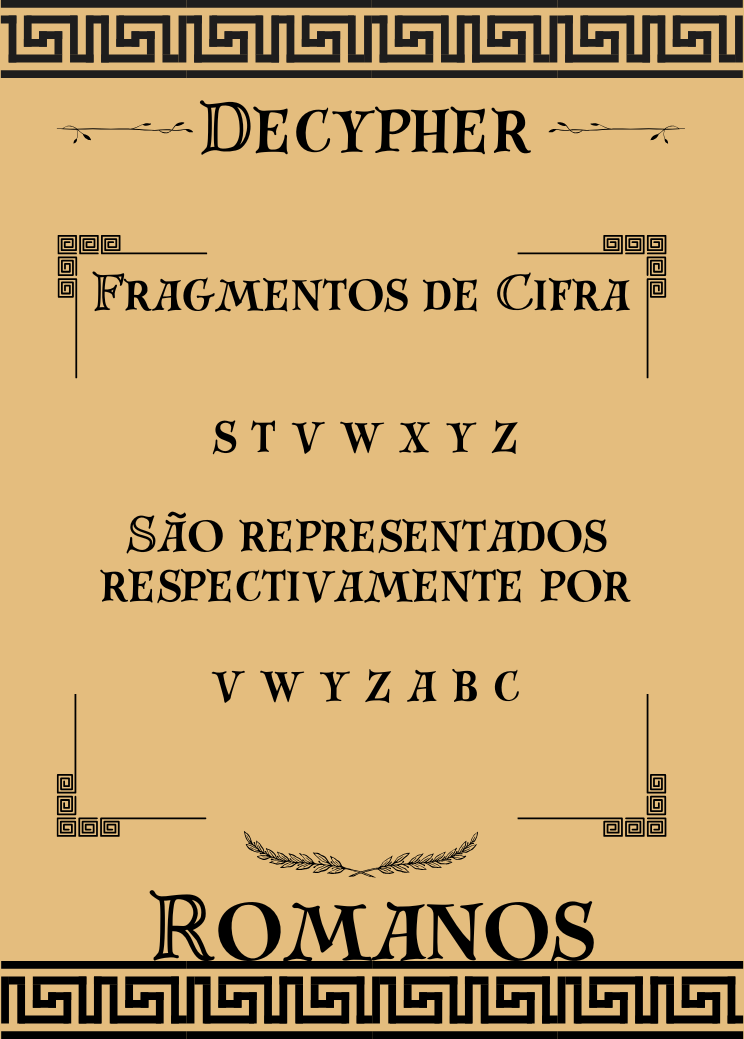 Decypher
Fragmentos de Cifra
S T V W X Y Z
São representados
respectivamente por
V W Y Z A B C
Romanos